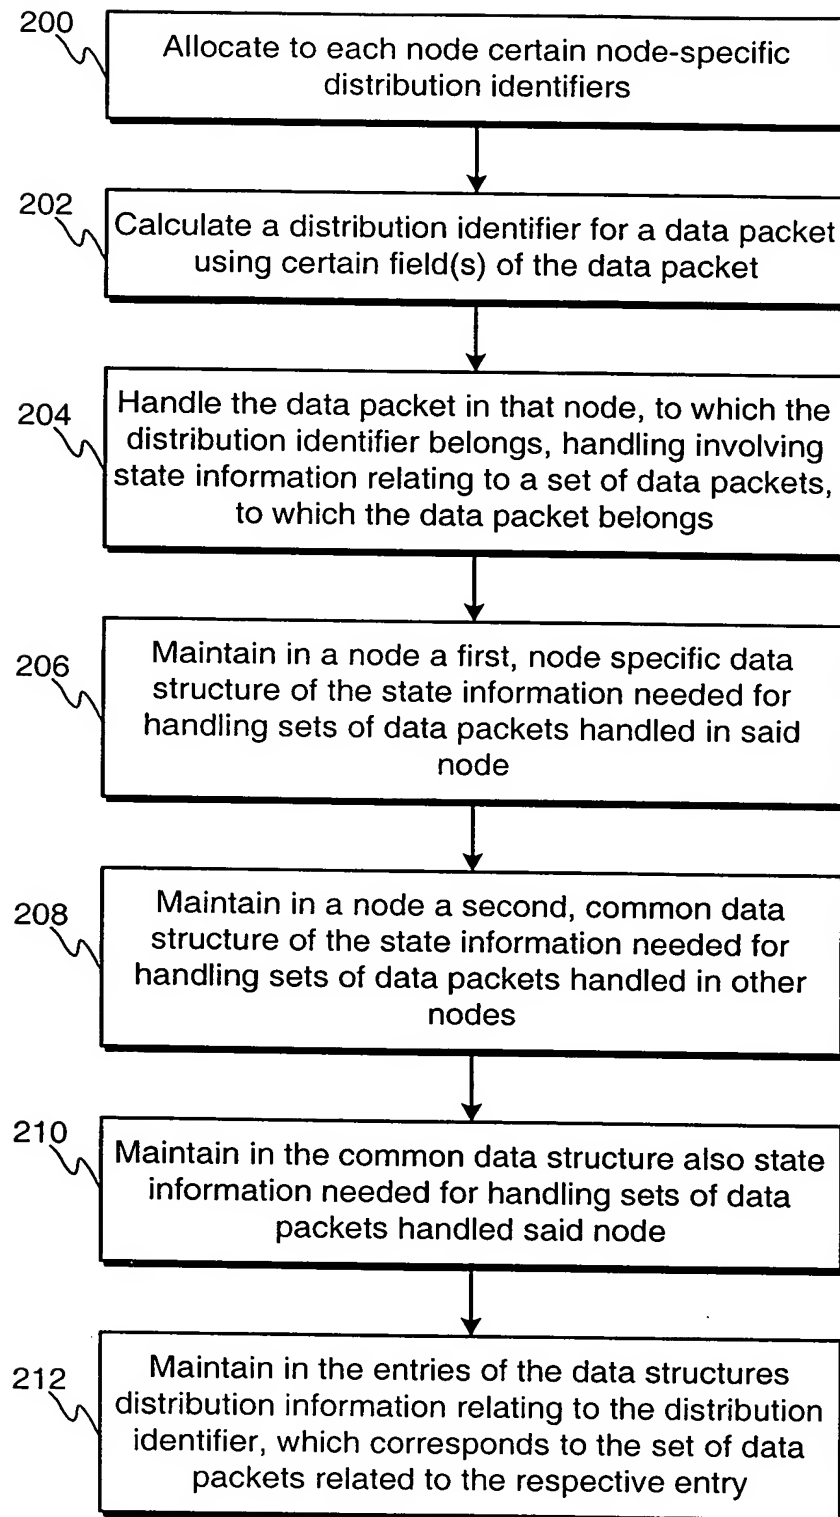 200
Allocate to each node certain node-specific
distribution identifiers
202
Calculate a distribution identifier for a data packet
using certain field(s) of the data packet
204
Handle the data packet in that node, to which the
distribution identifier belongs, handling involving
state information relating to a set of data packets,
to which the data packet belongs
206
Maintain in a node a first, node specific data
structure of the state information needed for
handling sets of data packets handled in said
node
208
Maintain in a node a second, common data
structure of the state information needed for
handling sets of data packets handled in other
nodes
210
Maintain in the common data structure also state
information needed for handling sets of data
packets handled said node
212
Maintain in the entries of the data structures
distribution information relating to the distribution
identifier, which corresponds to the set of data
packets related to the respective entry